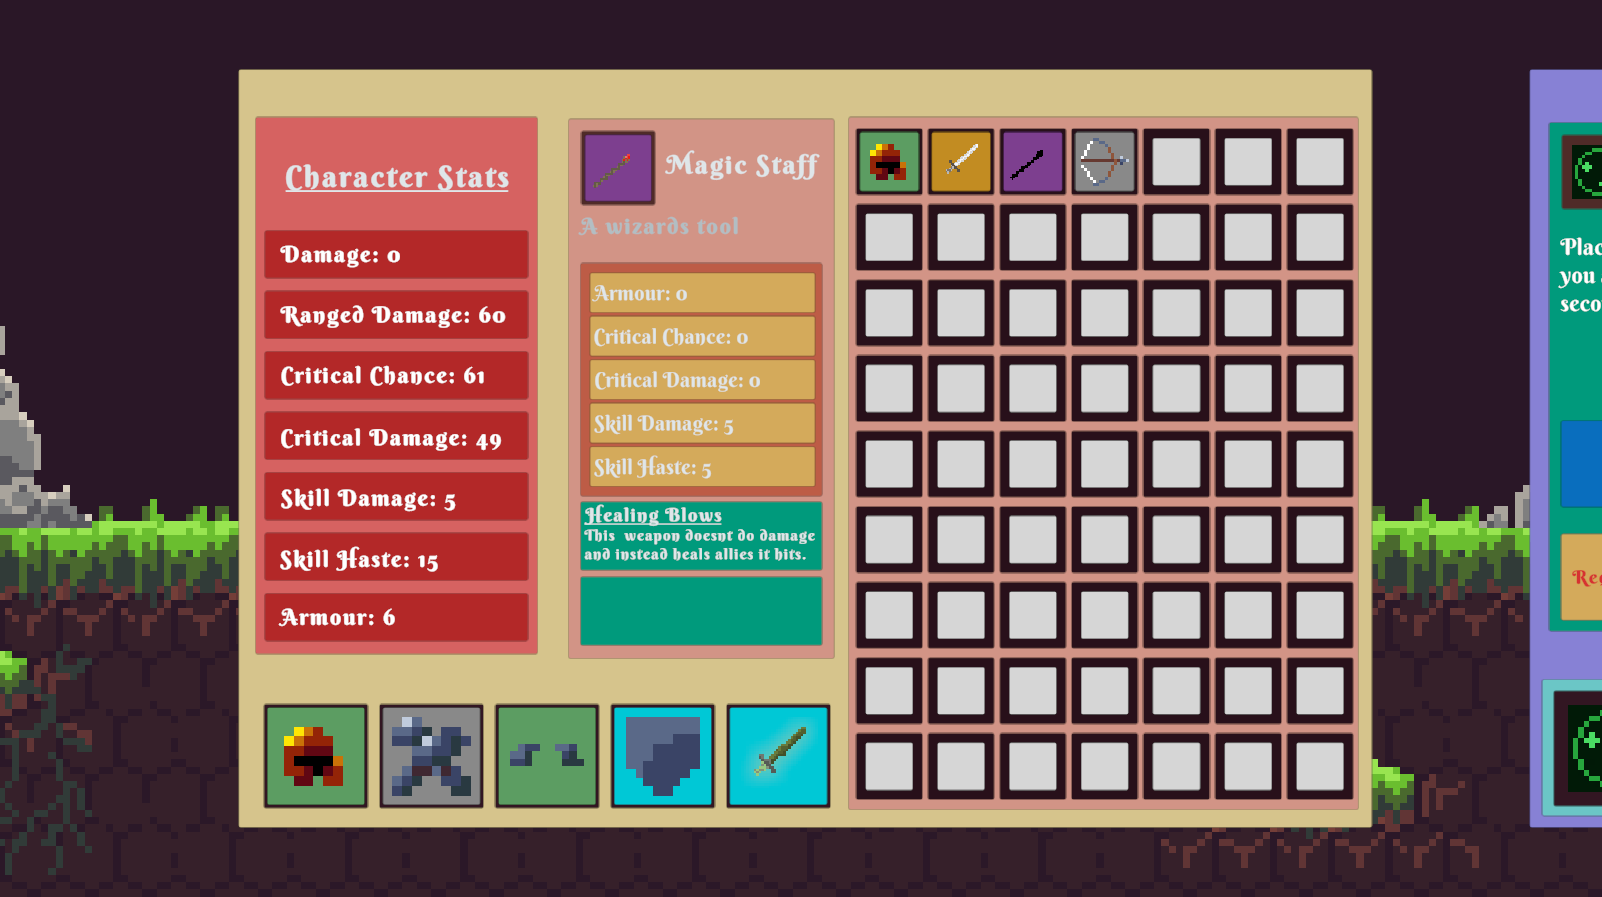 Character Stats
Damage: 0
Ranged Damage: 60
Critical Chance: 61
Critical Damage: 49
Skill Damage: 5
Skill Haste: 15
Armour: 6
Magic Staff
A wizards tool
Armour: 0
Critical Chance: 0
Critical Damage: 0
Skill Damage: 5
Skill Haste: 5
Healing Blows
This weapon doesnt do damage
and instead heals allies it hits.
you